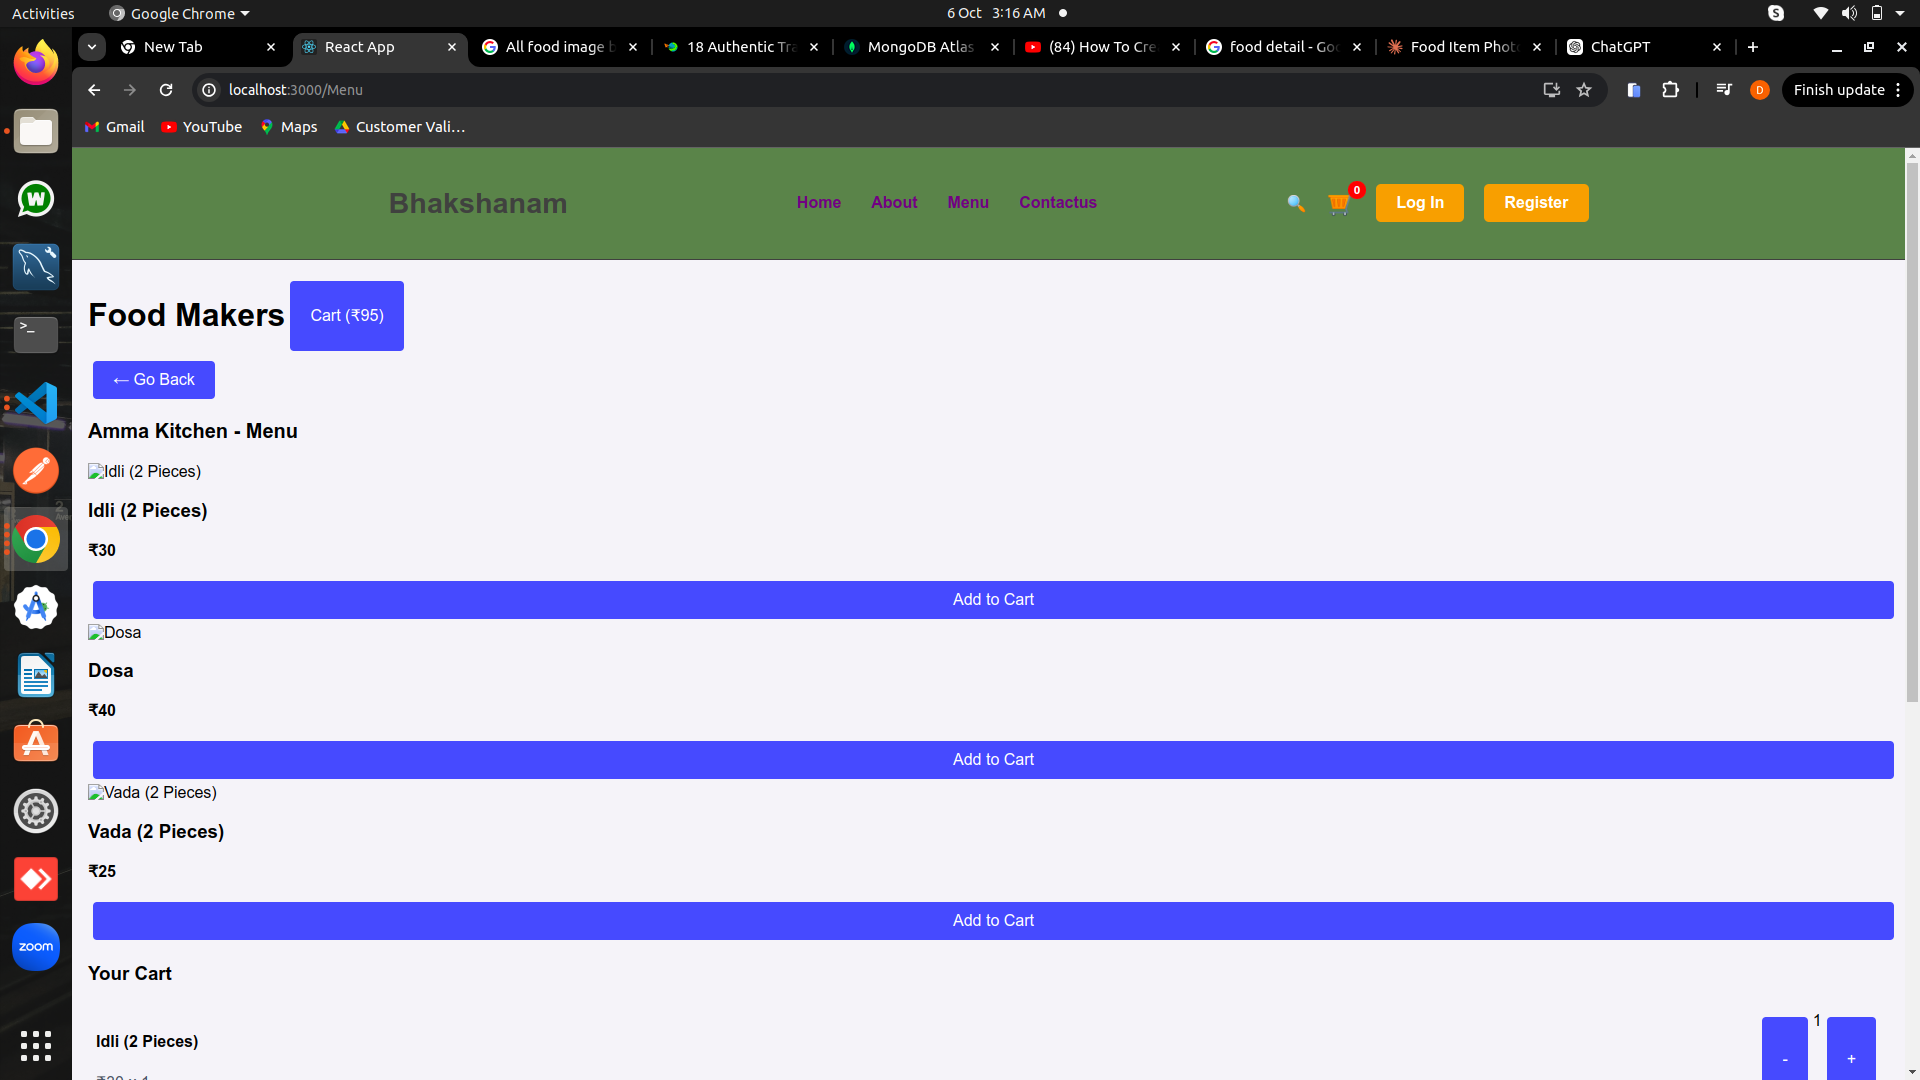 Activities
Google Chrome
6 Oct 3:16 AM
New Tab
React App
All food image b
18 Authentic Tra
MongoDB Atlas
(84) How To Cre
food detail - Goo
Food Item Photo
ChatGPT
localhost:3000/Menu
D
Finish update
Gmail
YouTube
Maps
Customer Vali...
Bhakshanam
Home
About
Menu
Contactus
0
Log In
Register
Food Makers
Cart (₹95)
← Go Back
Amma Kitchen - Menu
Idli (2 Pieces)
Idli (2 Pieces)
₹30
Add to Cart
Dosa
Dosa
₹40
Add to Cart
Vada (2 Pieces)
Vada (2 Pieces)
₹25
Add to Cart
Your Cart
Idli (2 Pieces)
- 1 +
zoom